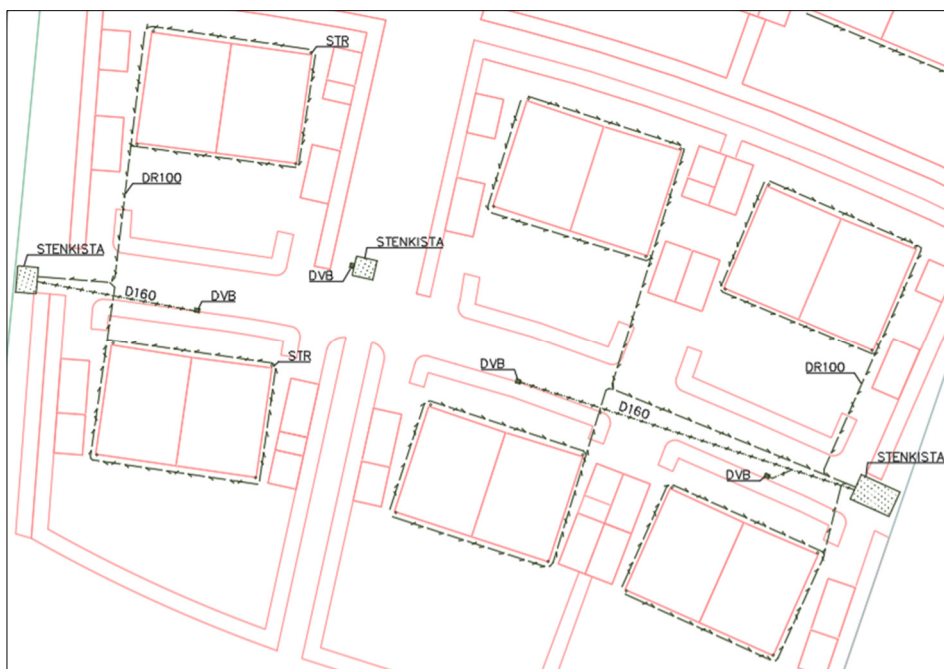 STR
DR100
STENKISTA
STENKISTA
DVB
D160
DVB
STR
DVB
DR100
D160
DVB
STENKISTA